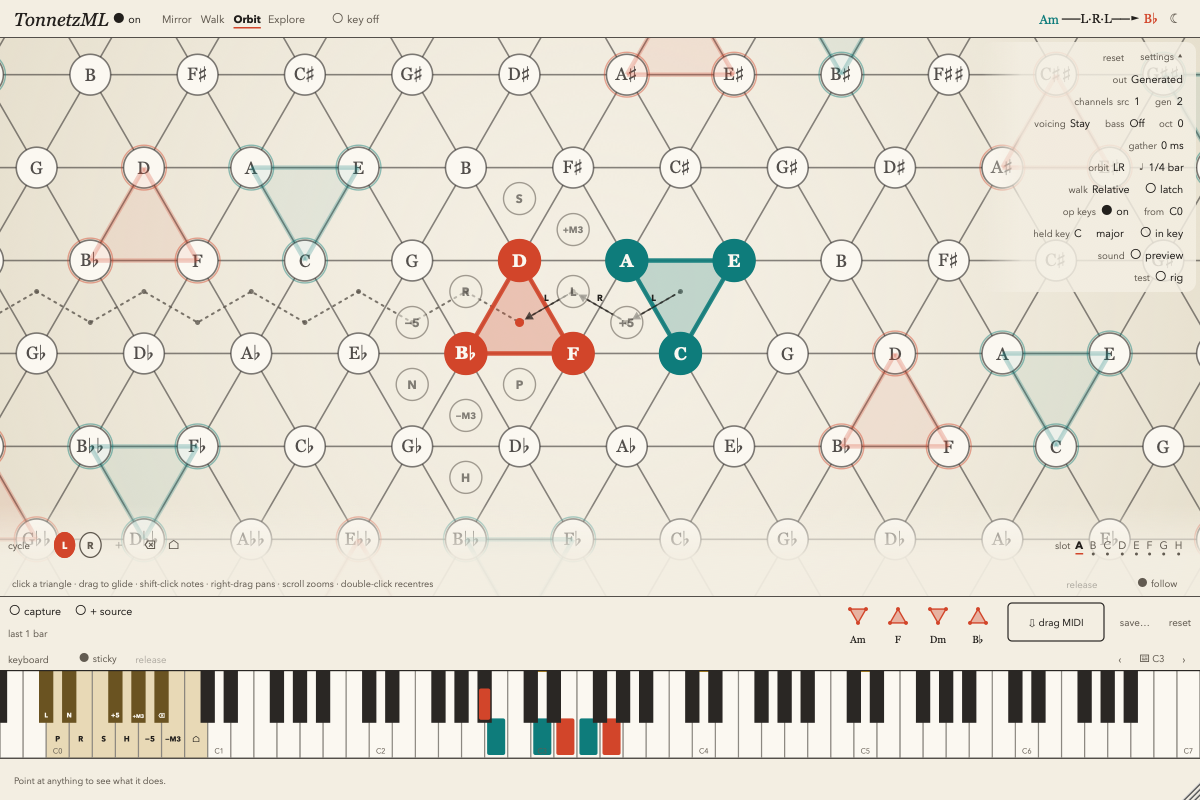 TonnetzML on Mirror Walk Orbit Explore key off Am L·R·L B♭
B F♯ C♯ G♯ D♯ A♯ E♯ B♯ F♯♯ C♯♯ G♯♯
reset settings
out Generated
channels src 1 gen 2
voicing Stay bass Off oct 0
gather 0 ms
orbit LR ♩ 1/4 bar
walk Relative latch
op keys on from C0
held key C major in key
sound preview
test rig
G D A E B F♯ C♯ G♯ D♯ A♯
S
+M3
B♭ F C G D A E B F♯ C♯
R L L R L
−5 +5
G♭ D♭ A♭ E♭ B♭ F C G D A E
N P
−M3
B♭♭ F♭ C♭ G♭ D♭ A♭ E♭ B♭ F C G
H
G♭♭ D♭♭ A♭♭ E♭♭ B♭♭ F♭ C♭ G♭ D♭ A♭ E♭
cycle L R + slot A B C D E F G H
click a triangle · drag to glide · shift-click notes · right-drag pans · scroll zooms · double-click recentres release follow
capture + source
Am F Dm B♭
⇩ drag MIDI save… reset
last 1 bar
keyboard sticky release ‹ C3 ›
L N +5 +M3
P R S H −5 −M3
C0 C1 C2 C4 C5 C6 C7
Point at anything to see what it does.